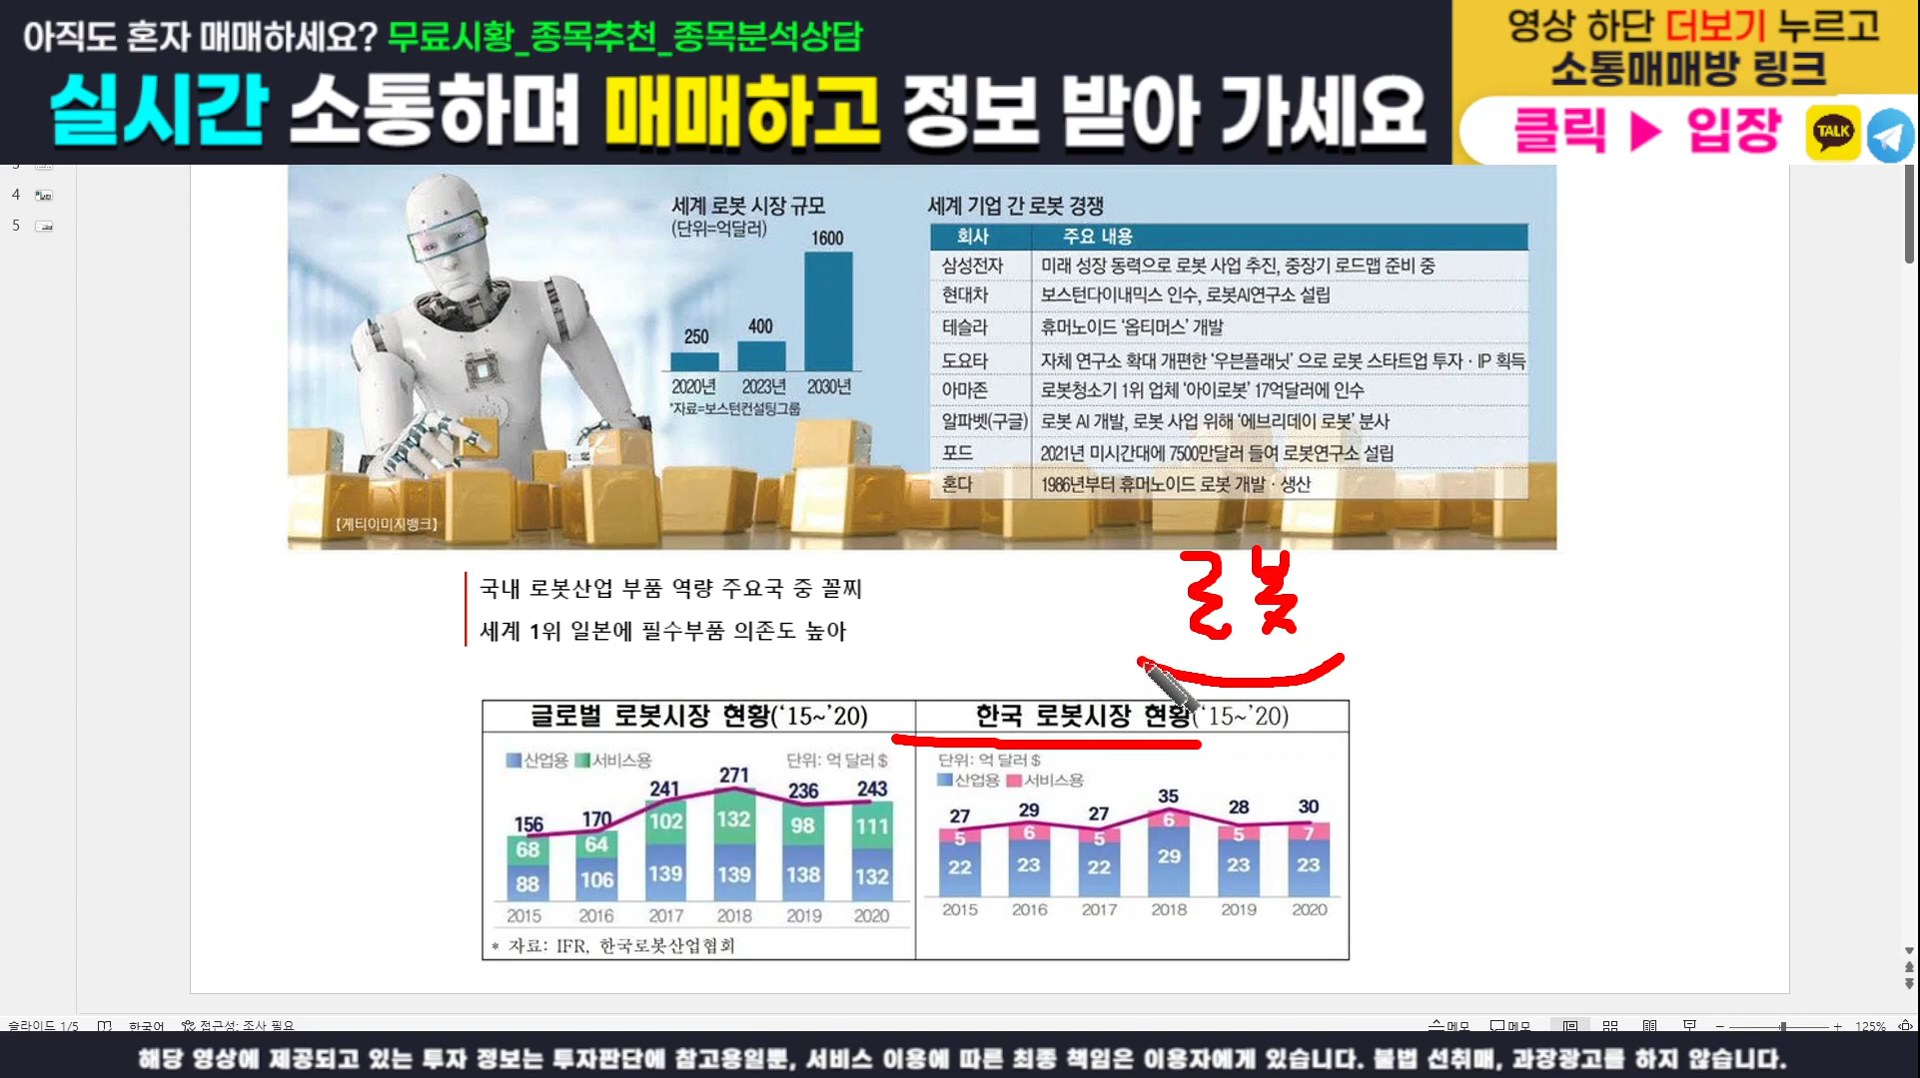 아직도 혼자 매매하세요? 무료시황_종목추천_종목분석상담
실시간 소통하며 매매하고 정보 받아 가세요
영상 하단 더보기 누르고
소통매매방 링크
클릭 ▶ 입장
TALK
4
5
세계 로봇 시장 규모
(단위=억달러)
250
400
1600
2020년
2023년
2030년
*자료=보스턴컨설팅그룹
【게티이미지뱅크】
세계 기업 간 로봇 경쟁
회사 주요 내용
삼성전자 미래 성장 동력으로 로봇 사업 추진, 중장기 로드맵 준비 중
현대차 보스턴다이내믹스 인수, 로봇AI연구소 설립
테슬라 휴머노이드 ‘옵티머스’ 개발
도요타 자체 연구소 확대 개편한 ‘우븐플래닛’ 으로 로봇 스타트업 투자 · IP 획득
아마존 로봇청소기 1위 업체 ‘아이로봇’ 17억달러에 인수
알파벳(구글) 로봇 AI 개발, 로봇 사업 위해 ‘에브리데이 로봇’ 분사
포드 2021년 미시간대에 7500만달러 들여 로봇연구소 설립
혼다 1986년부터 휴머노이드 로봇 개발 · 생산
국내 로봇산업 부품 역량 주요국 중 꼴찌
세계 1위 일본에 필수부품 의존도 높아
로봇
글로벌 로봇시장 현황(‘15~’20)
산업용 서비스용 단위: 억 달러 $
156 170 241 271 236 243
68 64 102 132 98 111
88 106 139 139 138 132
2015 2016 2017 2018 2019 2020
* 자료: IFR, 한국로봇산업협회
한국 로봇시장 현황(‘15~’20)
단위: 억 달러 $
산업용 서비스용
27 29 27 35 28 30
5 6 5 6 5 7
22 23 22 29 23 23
2015 2016 2017 2018 2019 2020
슬라이드 1/5 한국어 접근성: 조사 필요 메모 메모 125%
해당 영상에 제공되고 있는 투자 정보는 투자판단에 참고용일뿐, 서비스 이용에 따른 최종 책임은 이용자에게 있습니다. 불법 선취매, 과장광고를 하지 않습니다.